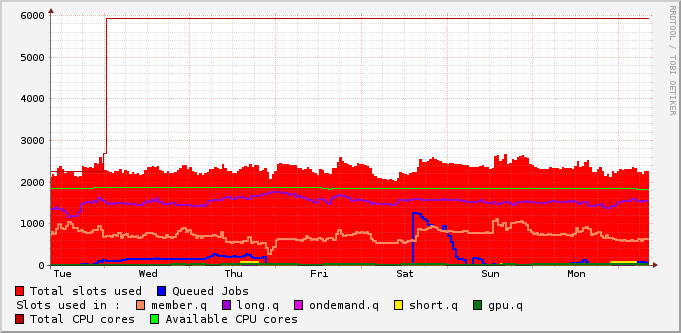 RRDTOOL / TOBI OETIKER
6000
5000
4000
3000
2000
1000
0
Tue Wed Thu Fri Sat Sun Mon
Total slots used Queued Jobs
Slots used in : member.q long.q ondemand.q short.q gpu.q
Total CPU cores Available CPU cores